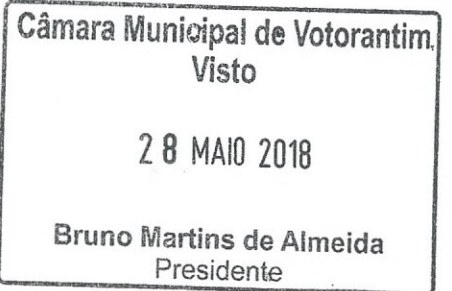 Câmara Municipal de Votorantim
Visto
28 MAIO 2018
Bruno Martins de Almeida
Presidente